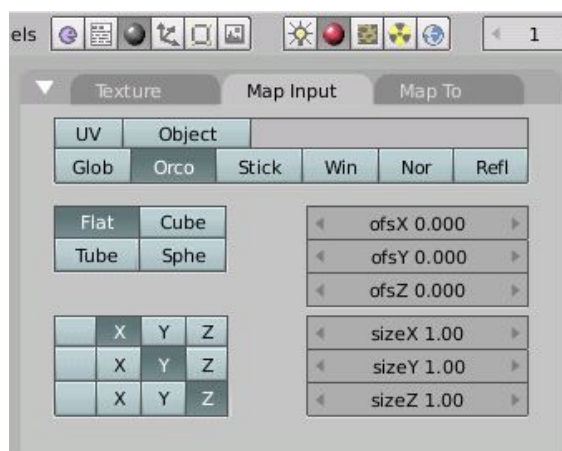 els 1
Texture Map Input Map To
UV Object
Glob Orco Stick Win Nor Refl
Flat Cube
Tube Sphe
ofsX 0.000
ofsY 0.000
ofsZ 0.000
X Y Z
X Y Z
X Y Z
sizeX 1.00
sizeY 1.00
sizeZ 1.00